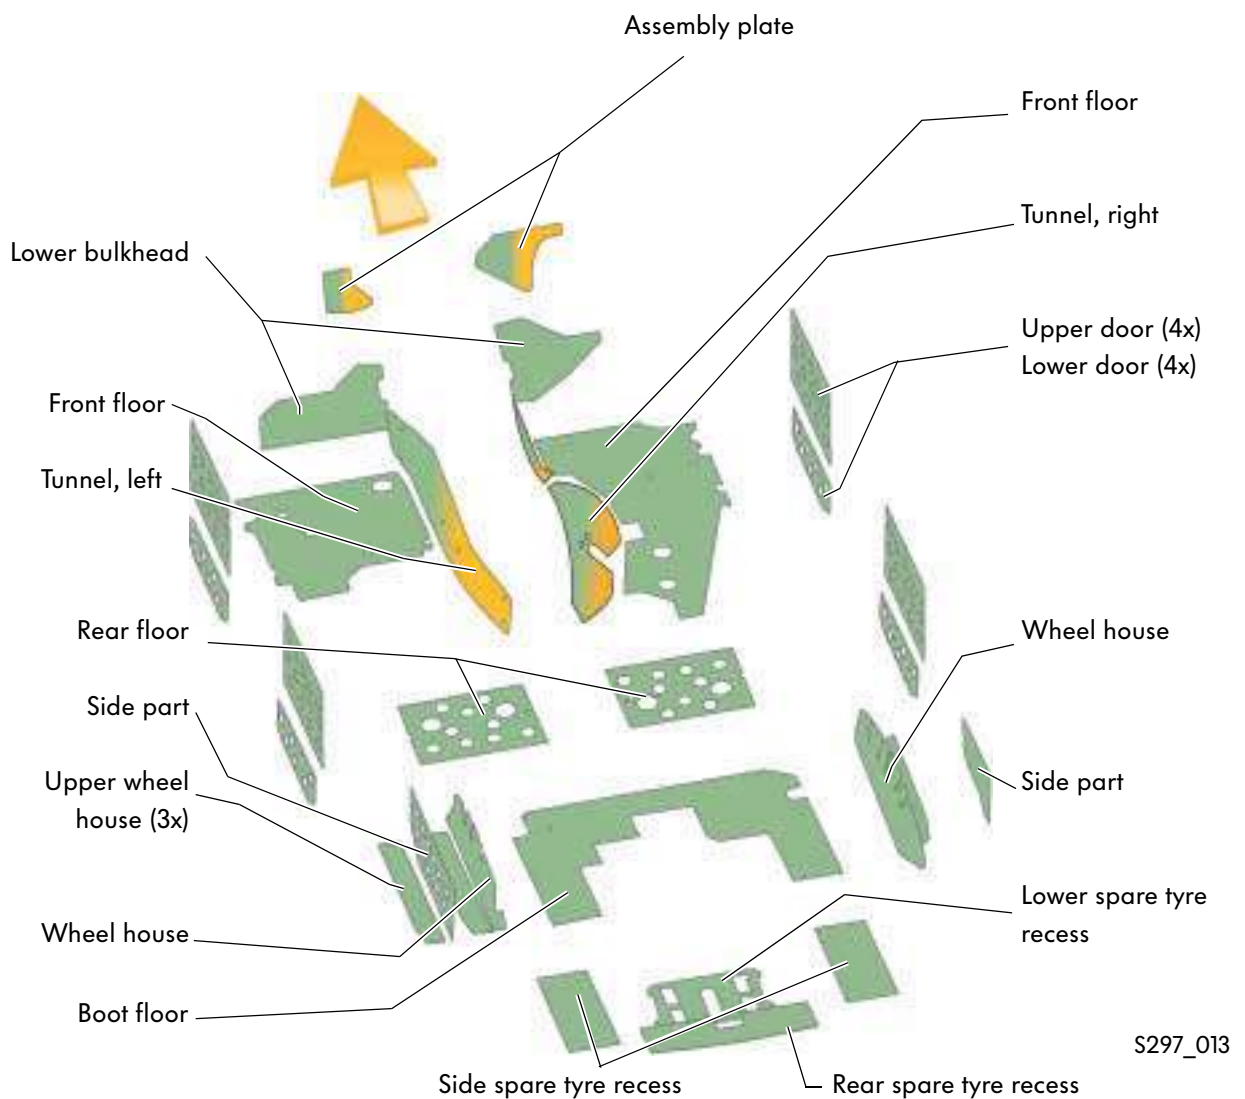 Assembly plate
Front floor
Tunnel, right
Lower bulkhead
Upper door (4x)
Lower door (4x)
Front floor
Tunnel, left
Rear floor
Wheel house
Side part
Upper wheel
house (3x)
Side part
Lower spare tyre
recess
Wheel house
Boot floor
S297_013
Side spare tyre recess
Rear spare tyre recess